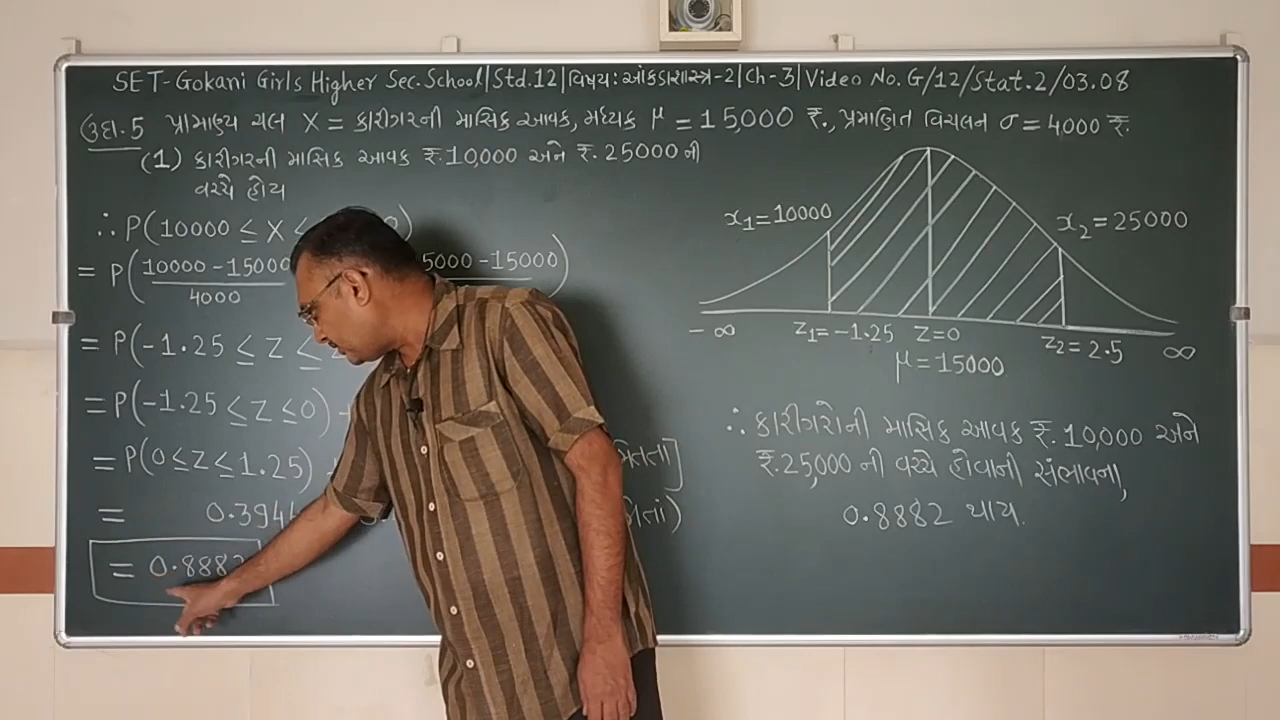 SET-Gokani Girls Higher Sec. School | Std. 12 | વિષય: આંકડાશાસ્ત્ર-2 | Ch-3 | Video No. G/12/Stat.2/03.08
ઉદા. 5 પ્રામાણ્ય ચલ X = કારીગરની માસિક આવક, મધ્યક μ = 15,000 ₹., પ્રમાણિત વિચલન σ = 4000 ₹.
(1) કારીગરની માસિક આવક ₹. 10,000 અને ₹. 25000 ની
વચ્ચે હોય
∴ P(10000 ≤ X ≤ 0)
= P(10000 - 15000 / 4000 5000 - 15000)
= P(-1.25 ≤ Z ≤
= P(-1.25 ≤ Z ≤ 0) +
= P(0 ≤ Z ≤ 1.25) ]
= 0.394 )
= 0.888
x₁ = 10000
x₂ = 25000
- ∞ Z₁ = -1.25 Z = 0 Z₂ = 2.5 ∞
μ = 15000
∴ કારીગરોની માસિક આવક ₹. 10,000 અને
₹. 25,000 ની વચ્ચે હોવાની સંભાવના,
0.8882 થાય.